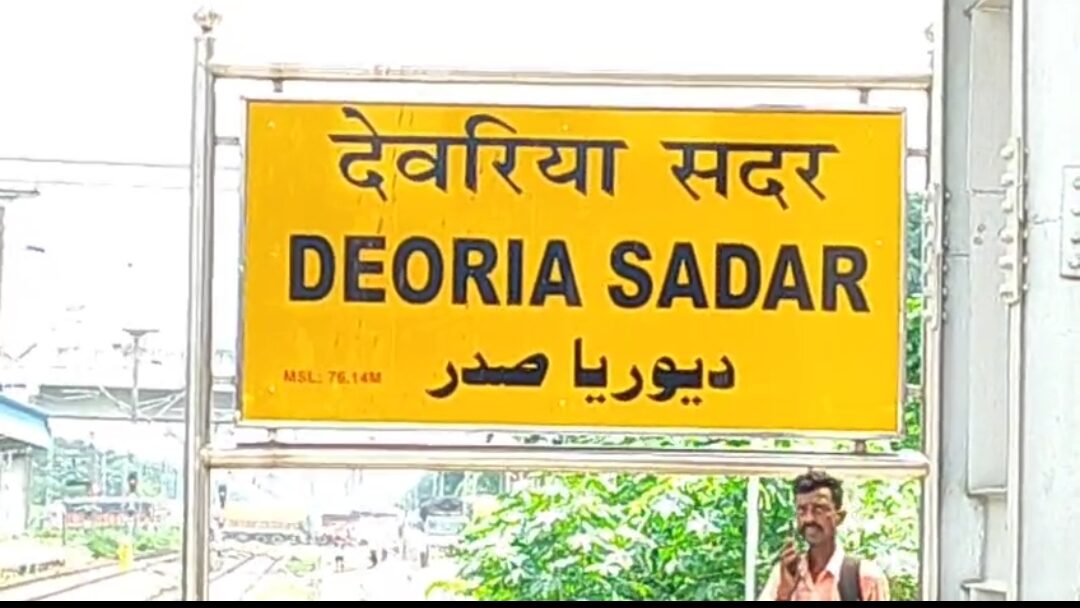 देवरिया सदर
DEORIA SADAR
دیوریا صدر
MSL: 76.14M